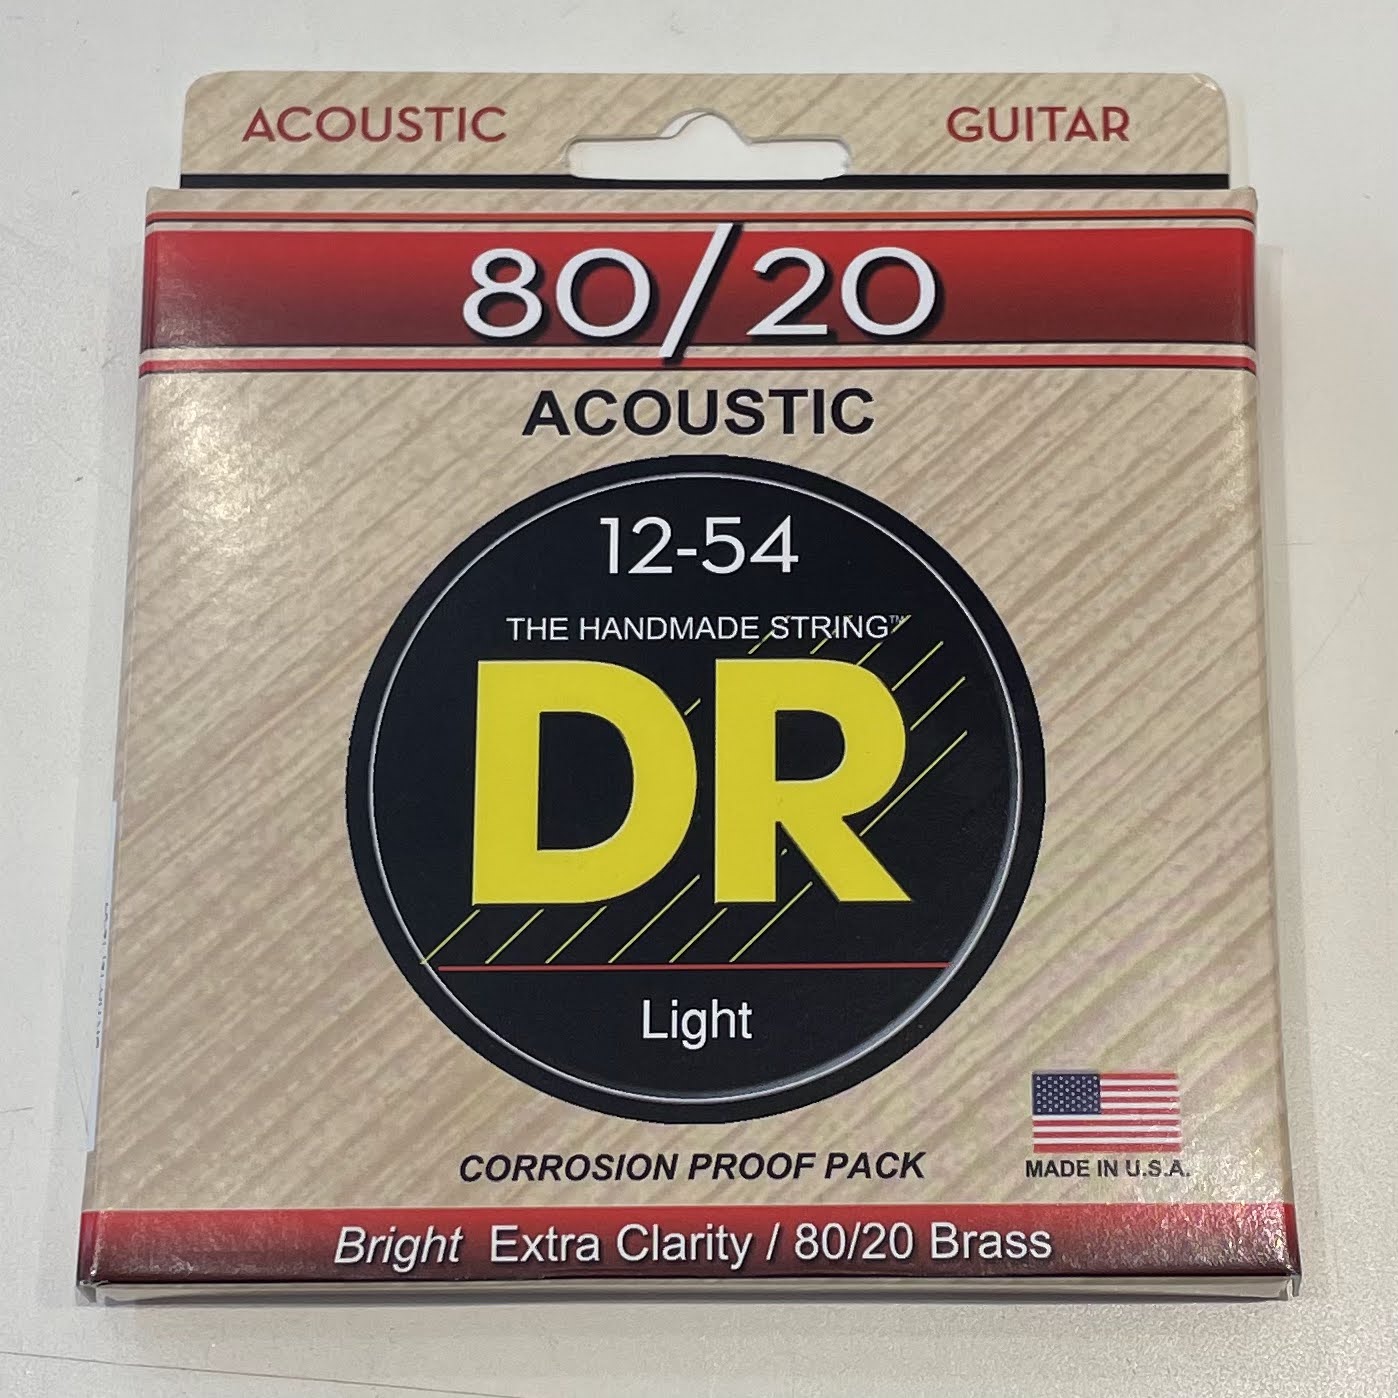 ACOUSTIC GUITAR
80/20
ACOUSTIC
12-54
THE HANDMADE STRING™
DR
Light
MADE IN U.S.A.
CORROSION PROOF PACK
Bright Extra Clarity / 80/20 Brass